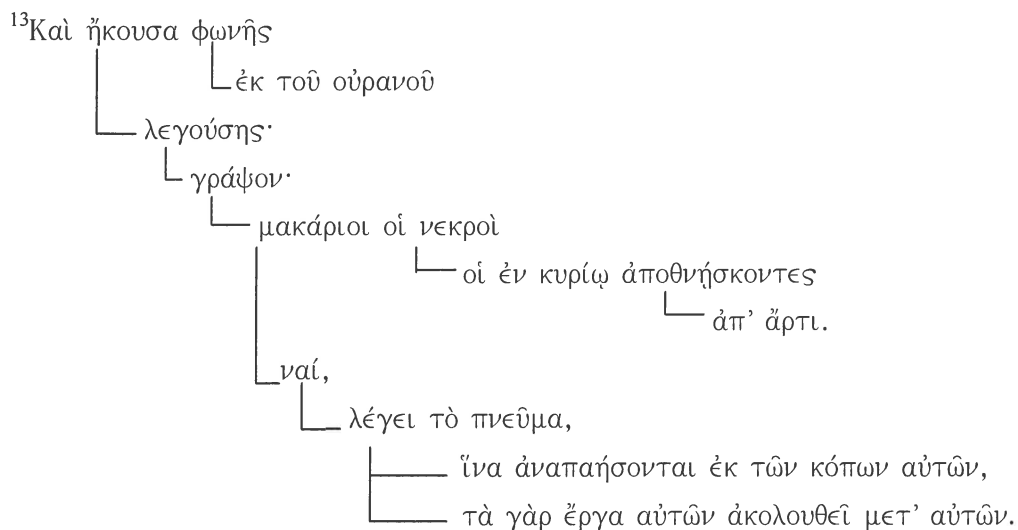 ¹³Καὶ ἤκουσα φωνῆς
ἐκ τοῦ οὐρανοῦ
λεγούσης·
γράψον·
μακάριοι οἱ νεκροὶ
οἱ ἐν κυρίῳ ἀποθνῄσκοντες
ἀπ’ ἄρτι.
ναί,
λέγει τὸ πνεῦμα,
ἵνα ἀναπαήσονται ἐκ τῶν κόπων αὐτῶν,
τὰ γὰρ ἔργα αὐτῶν ἀκολουθεῖ μετ’ αὐτῶν.